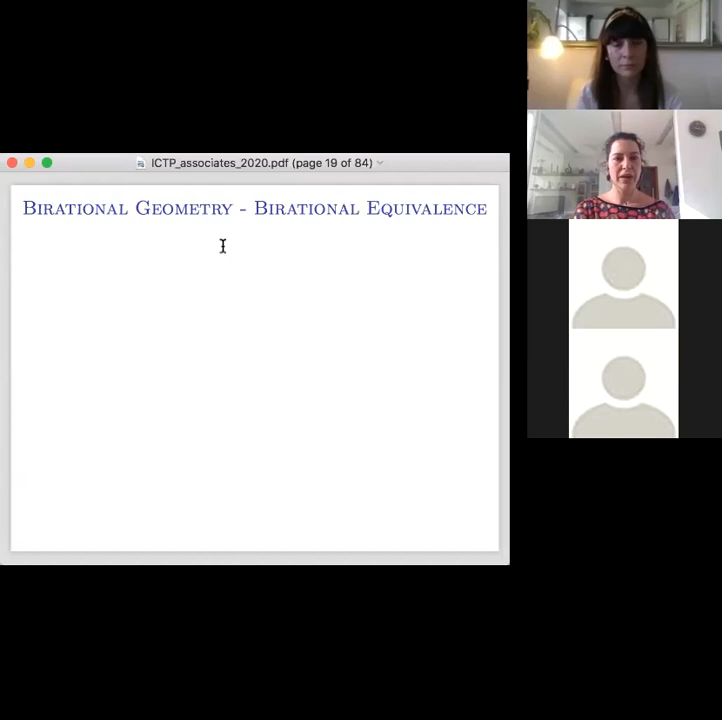 ICTP_associates_2020.pdf (page 19 of 84)
Birational Geometry - Birational Equivalence